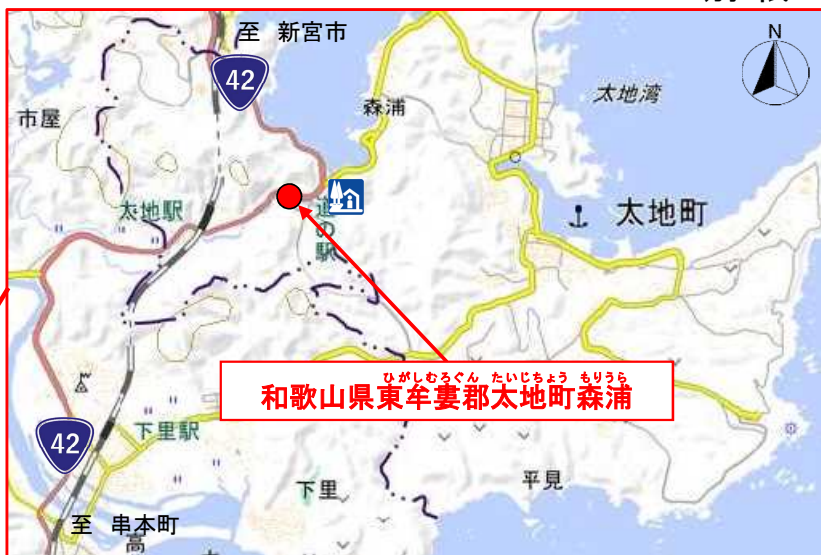 至 新宮市
N
42
市屋
森浦
太地湾
太地駅
道の駅
太地町
ひがしむろぐん たいじちょう もりうら
和歌山県東牟婁郡太地町森浦
42
下里駅
下里
平見
至 串本町